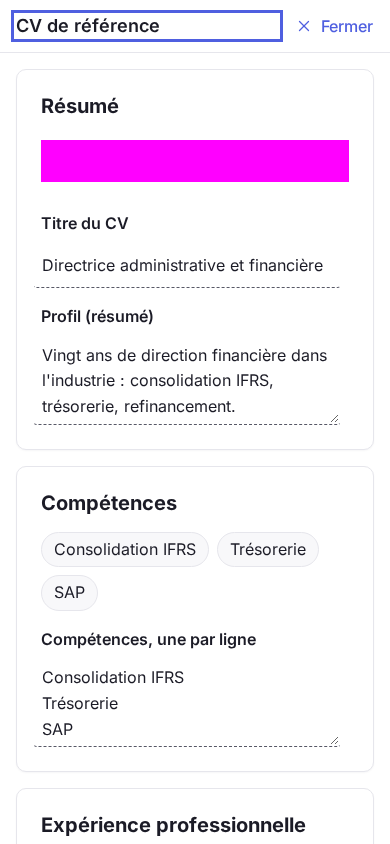 CV de référence
Fermer
Résumé
Titre du CV
Directrice administrative et financière
Profil (résumé)
Vingt ans de direction financière dans
l'industrie : consolidation IFRS,
trésorerie, refinancement.
Compétences
Consolidation IFRS
Trésorerie
SAP
Compétences, une par ligne
Consolidation IFRS
Trésorerie
SAP
Expérience professionnelle